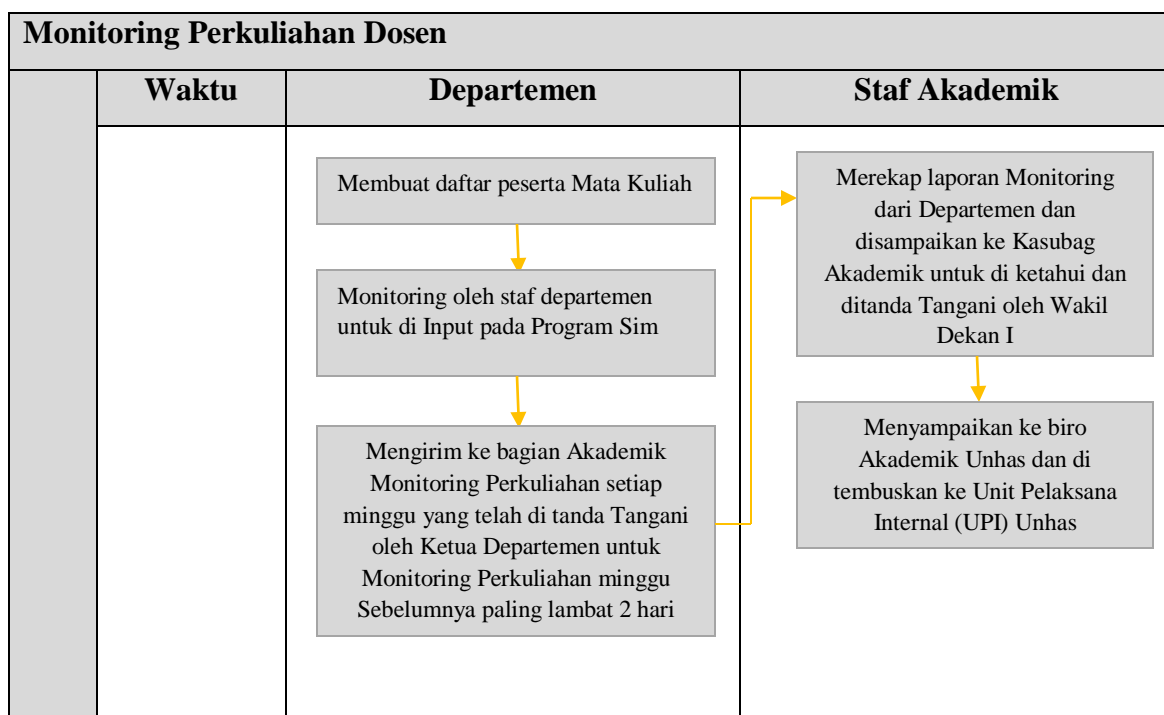 Monitoring Perkuliahan Dosen
Waktu
Departemen
Staf Akademik
Membuat daftar peserta Mata Kuliah
Monitoring oleh staf departemen
untuk di Input pada Program Sim
Mengirim ke bagian Akademik
Monitoring Perkuliahan setiap
minggu yang telah di tanda Tangani
oleh Ketua Departemen untuk
Monitoring Perkuliahan minggu
Sebelumnya paling lambat 2 hari
Merekap laporan Monitoring
dari Departemen dan
disampaikan ke Kasubag
Akademik untuk di ketahui dan
ditanda Tangani oleh Wakil
Dekan I
Menyampaikan ke biro
Akademik Unhas dan di
tembuskan ke Unit Pelaksana
Internal (UPI) Unhas